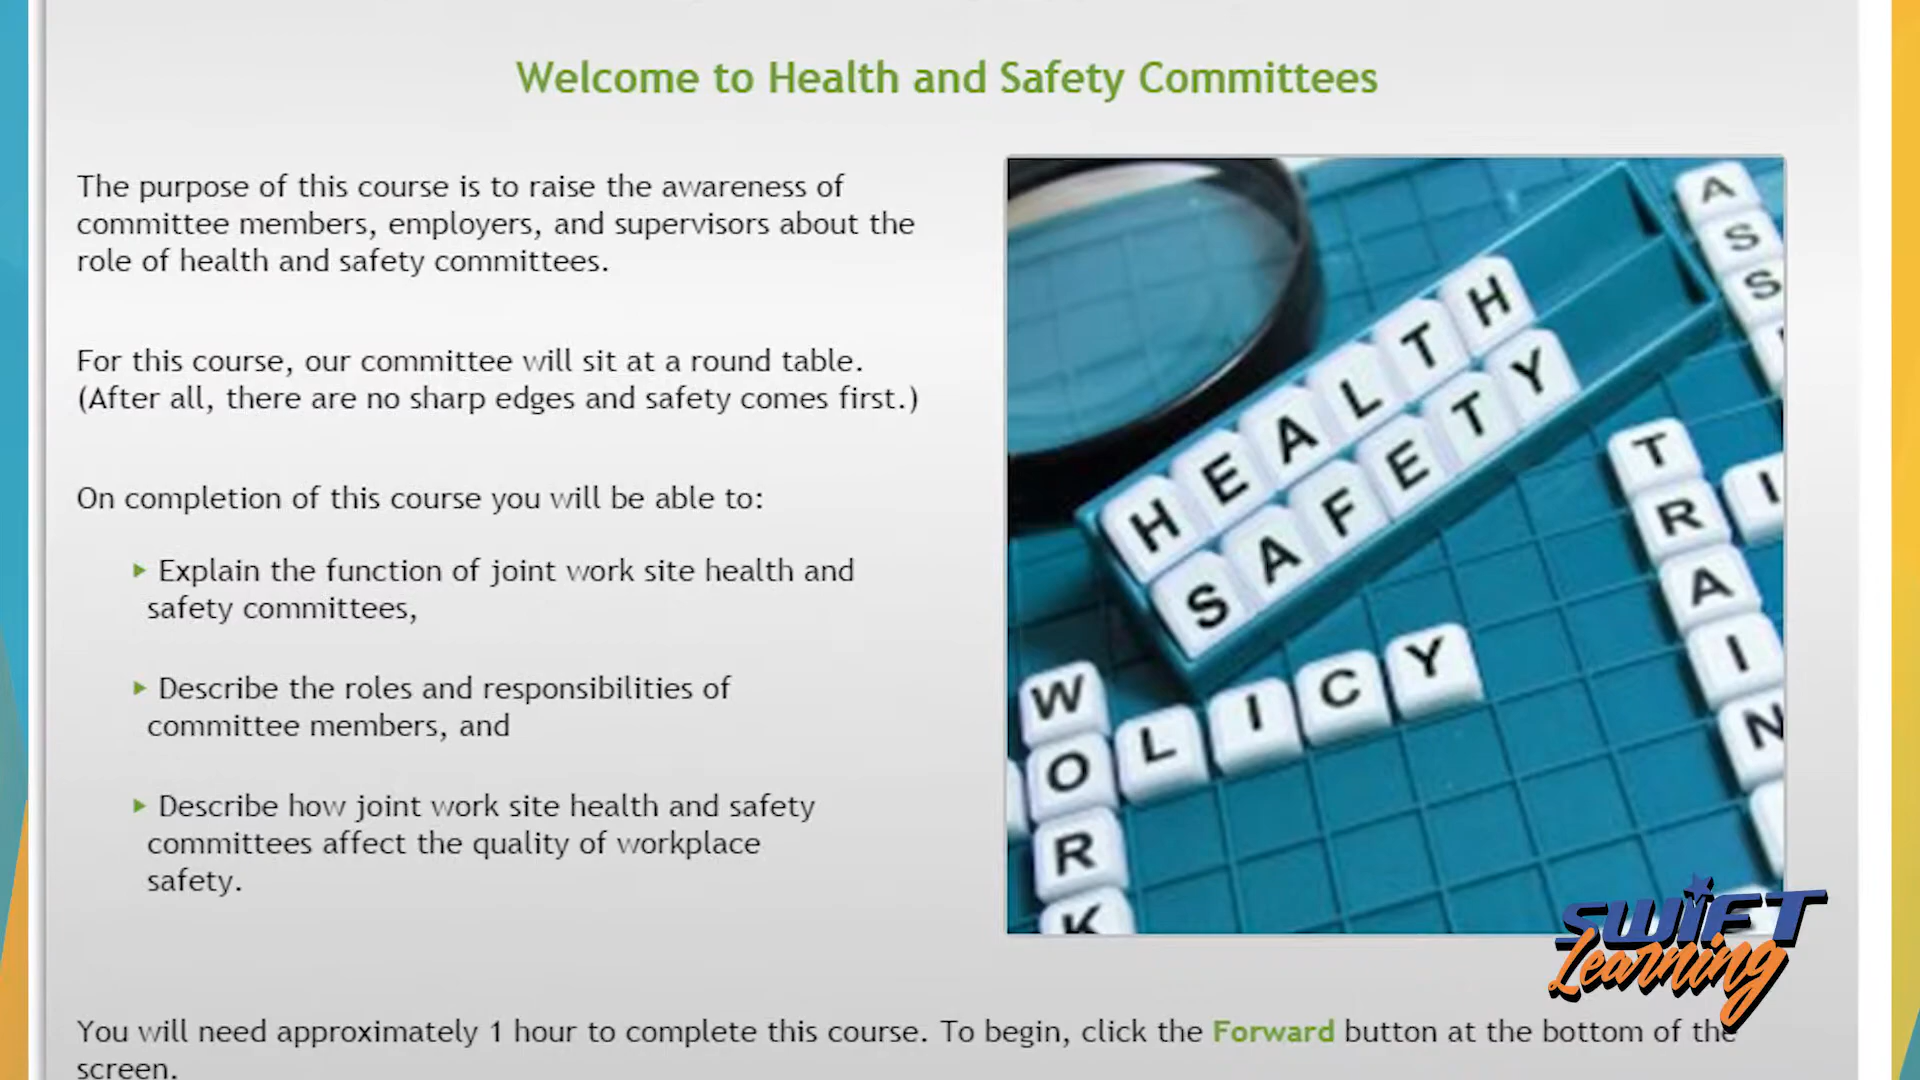 Welcome to Health and Safety Committees
The purpose of this course is to raise the awareness of
committee members, employers, and supervisors about the
role of health and safety committees.
For this course, our committee will sit at a round table.
(After all, there are no sharp edges and safety comes first.)
On completion of this course you will be able to:
Explain the function of joint work site health and
safety committees,
Describe the roles and responsibilities of
committee members, and
Describe how joint work site health and safety
committees affect the quality of workplace
safety.
You will need approximately 1 hour to complete this course. To begin, click the Forward button at the bottom of the
screen.
HEALTH
SAFETY
POLICY
WORK
ASS
TRAIN
I
SWIFT
Learning